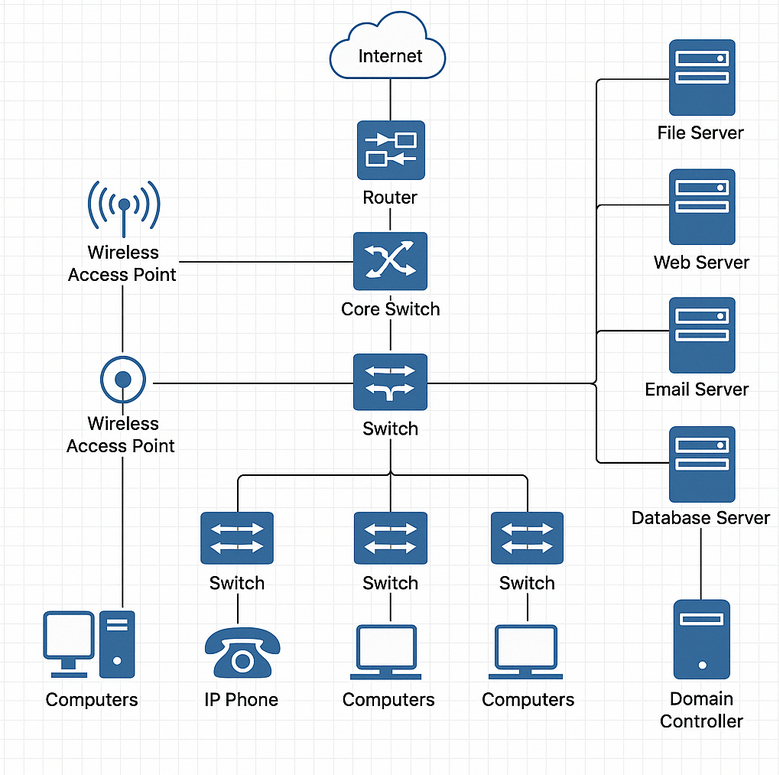 Internet
File Server
Router
Wireless
Access Point
Web Server
Core Switch
Email Server
Wireless
Access Point
Switch
Database Server
Switch
Switch
Switch
Computers
IP Phone
Computers
Computers
Domain
Controller